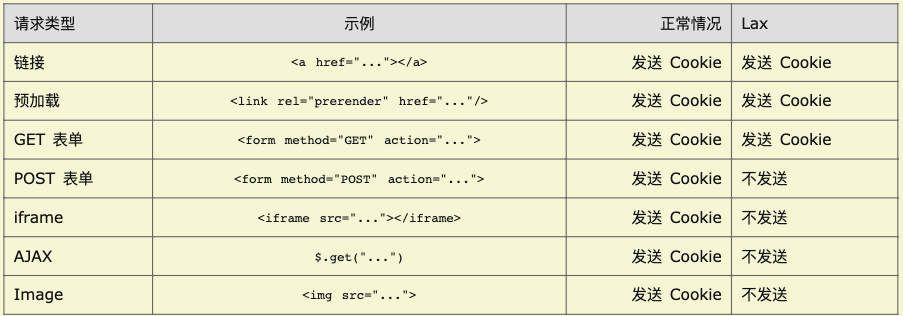 请求类型 示例 正常情况 Lax
链接 <a href="..."></a> 发送 Cookie 发送 Cookie
预加载 <link rel="prerender" href="..."/> 发送 Cookie 发送 Cookie
GET 表单 <form method="GET" action="..."> 发送 Cookie 发送 Cookie
POST 表单 <form method="POST" action="..."> 发送 Cookie 不发送
iframe <iframe src="..."></iframe> 发送 Cookie 不发送
AJAX $.get("...") 发送 Cookie 不发送
Image <img src="..."> 发送 Cookie 不发送